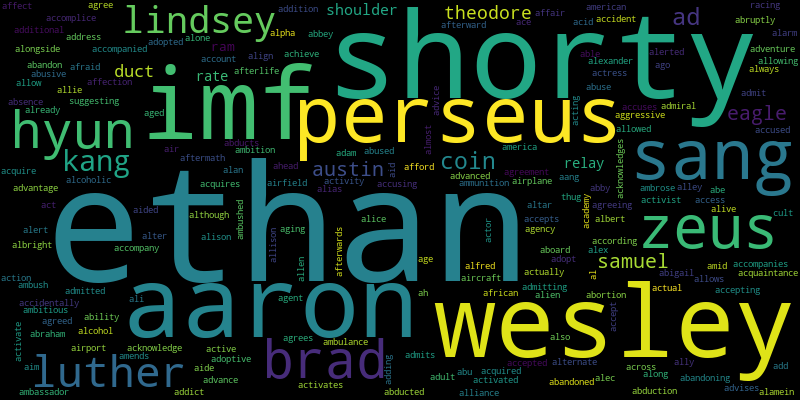 affect agree addition alpha american racing
accomplice lindsey shoulder theodore affair acid ad accident
additional address accompanied adopted alone abbey afterward ace abruptly
alongside ram align achieve shorty able alerted alarm
abandon afraid account alexander ago adventure
abusive affection duct rate afterlife actress allowing
allow allie imf perseus abuse always
absence suggesting aged advice acting accuses admit
already hyun abducts ambition almost aggressive admiral eagle
air adam abused america allowed accused
acquire kang aftermath austin aid afford coin relay sang
alcoholic alan ahead agreement acknowledges
advantage acquires airfield activity advanced airplane aang abby ambrose alley abe
act although alias accusing ammunition thug activist access alive cult
aided ambushed alice altar agreeing albert
alert ethan aging actor accepts academy zeus according
albright alter alison allison afterwards age agency alex amid accompanies
accompany allen alfred aboard samuel acquaintance
action actually adopt abigail
ambush admitted ali agent aircraft admitting al allows actual accepting
accidentally aaron ah african alien abortion
ambitious ability accept
agreed alcohol agrees ambulance also wesley
abraham acknowledge active admits accepted alternate across ally add
activate airport adoptive brad adding
aim luther amends aide adult abu acquired alec along abandoning
advance activates activated abandoned abduction advises
ambassador addict abducted alliance alamein